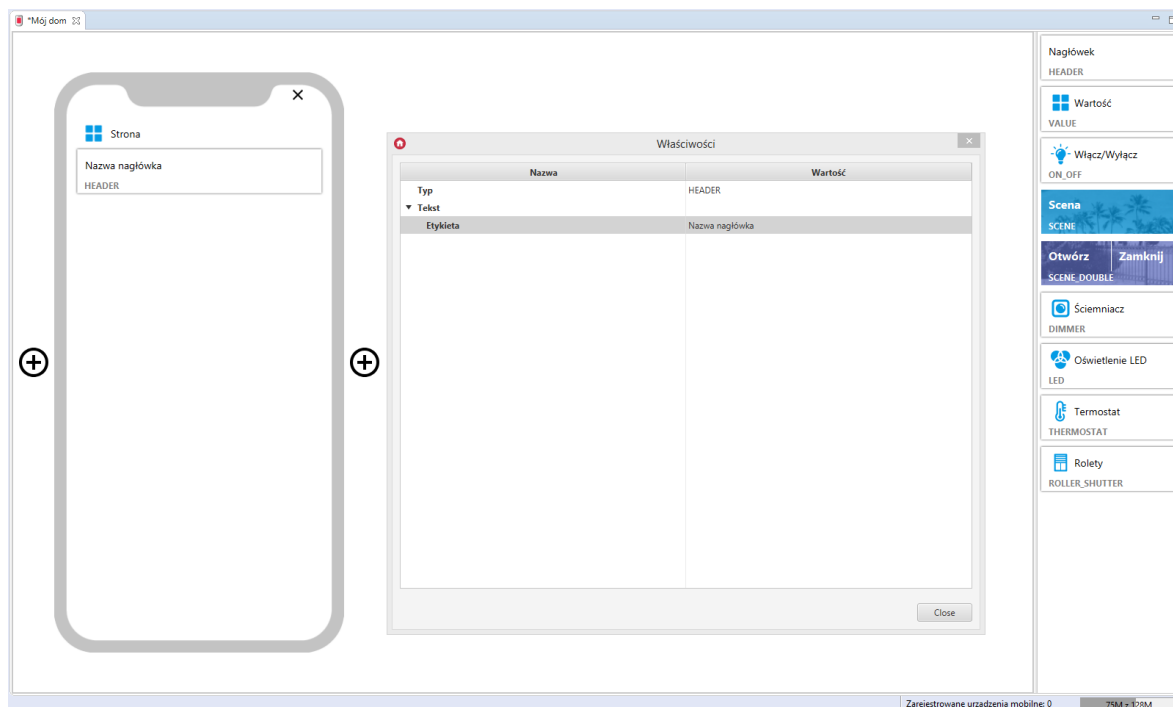 *Mój dom
Strona
Nazwa nagłówka
HEADER
Właściwości
Nazwa Wartość
Typ HEADER
Tekst
Etykieta Nazwa nagłówka
Close
Nagłówek
HEADER
Wartość
VALUE
Włącz/Wyłącz
ON_OFF
Scena
SCENE
Otwórz Zamknij
SCENE_DOUBLE
Ściemniacz
DIMMER
Oświetlenie LED
LED
Termostat
THERMOSTAT
Rolety
ROLLER_SHUTTER
Zarejestrowane urządzenia mobilne: 0 75M z 128M